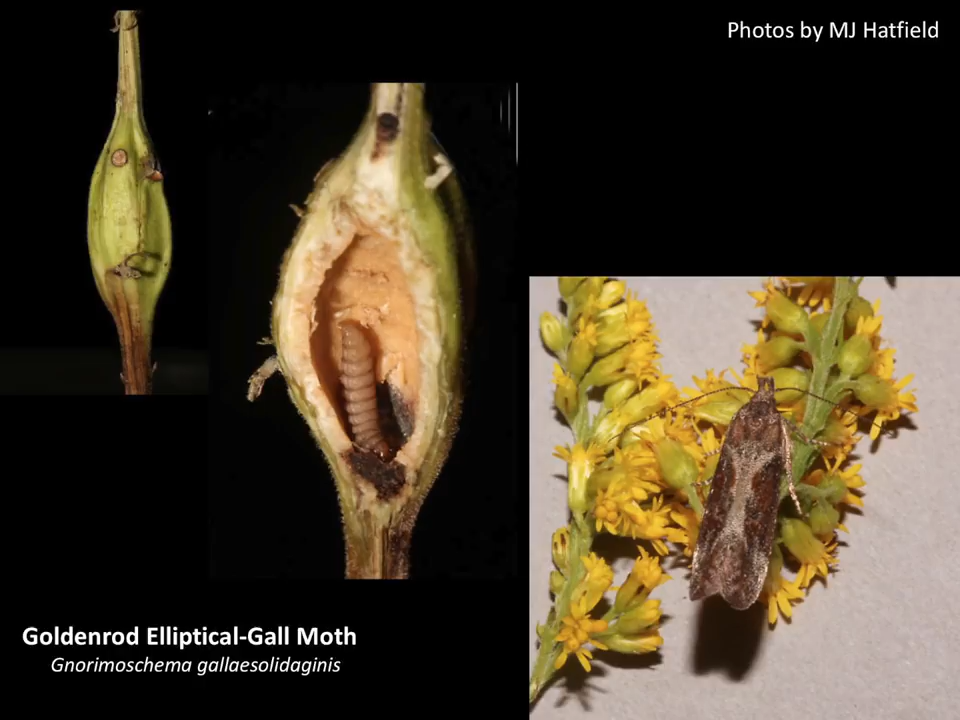 Photos by MJ Hatfield
Goldenrod Elliptical-Gall Moth
Gnorimoschema gallaesolidaginis